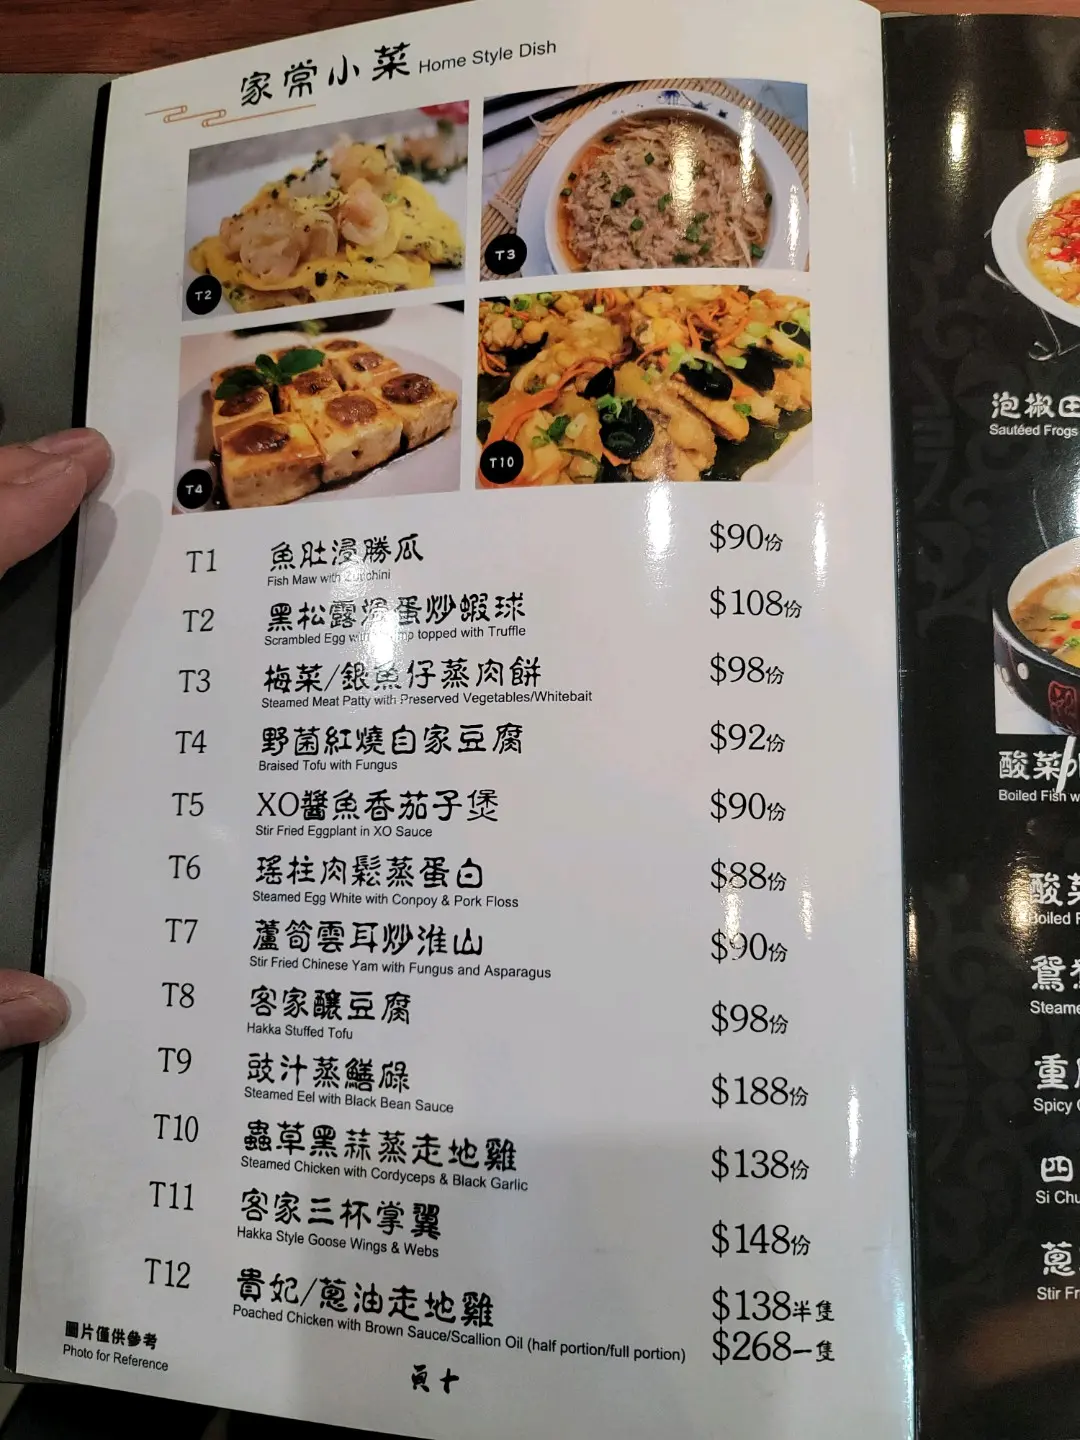 家常小菜 Home Style Dish
T2
T3
T4
T10
T1 魚肚浸勝瓜 $90份
Fish Maw with Zucchini
T2 黑松露滑蛋炒蝦球 $108份
Scrambled Egg with Shrimp topped with Truffle
T3 梅菜/銀魚仔蒸肉餅 $98份
Steamed Meat Patty with Preserved Vegetables/Whitebait
T4 野菌紅燒自家豆腐 $92份
Braised Tofu with Fungus
T5 XO醬魚香茄子煲 $90份
Stir Fried Eggplant in XO Sauce
T6 瑤柱肉鬆蒸蛋白 $88份
Steamed Egg White with Conpoy & Pork Floss
T7 蘆筍雲耳炒淮山 $90份
Stir Fried Chinese Yam with Fungus and Asparagus
T8 客家釀豆腐 $98份
Hakka Stuffed Tofu
T9 豉汁蒸鱔碌 $188份
Steamed Eel with Black Bean Sauce
T10 蟲草黑蒜蒸走地雞 $138份
Steamed Chicken with Cordyceps & Black Garlic
T11 客家三杯掌翼 $148份
Hakka Style Goose Wings & Webs
T12 貴妃/蔥油走地雞 $138半隻
Poached Chicken with Brown Sauce/Scallion Oil (half portion/full portion) $268一隻
圖片僅供參考
Photo for Reference
頁十
泡椒田
Sautéed Frogs
酸菜
Boiled Fish w
酸菜
Boiled F
鴛
Steame
重
Spicy
四
Si Chu
蔥
Stir Fr